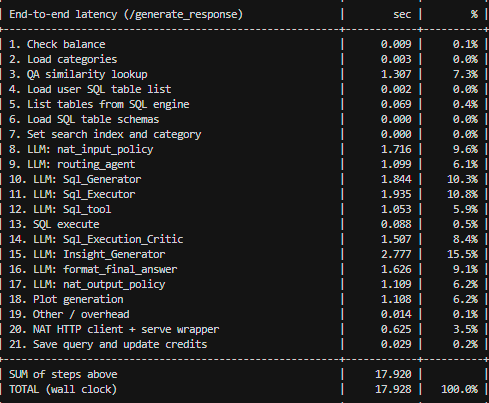 | End-to-end latency (/generate_response) | sec | % |
| 1. Check balance | 0.009 | 0.1% |
| 2. Load categories | 0.003 | 0.0% |
| 3. QA similarity lookup | 1.307 | 7.3% |
| 4. Load user SQL table list | 0.002 | 0.0% |
| 5. List tables from SQL engine | 0.069 | 0.4% |
| 6. Load SQL table schemas | 0.000 | 0.0% |
| 7. Set search index and category | 0.000 | 0.0% |
| 8. LLM: nat_input_policy | 1.716 | 9.6% |
| 9. LLM: routing_agent | 1.099 | 6.1% |
| 10. LLM: Sql_Generator | 1.844 | 10.3% |
| 11. LLM: Sql_Executor | 1.935 | 10.8% |
| 12. LLM: Sql_tool | 1.053 | 5.9% |
| 13. SQL execute | 0.088 | 0.5% |
| 14. LLM: Sql_Execution_Critic | 1.507 | 8.4% |
| 15. LLM: Insight_Generator | 2.777 | 15.5% |
| 16. LLM: format_final_answer | 1.626 | 9.1% |
| 17. LLM: nat_output_policy | 1.109 | 6.2% |
| 18. Plot generation | 1.108 | 6.2% |
| 19. Other / overhead | 0.014 | 0.1% |
| 20. NAT HTTP client + serve wrapper | 0.625 | 3.5% |
| 21. Save query and update credits | 0.029 | 0.2% |
| SUM of steps above | 17.920 | |
| TOTAL (wall clock) | 17.928 | 100.0% |